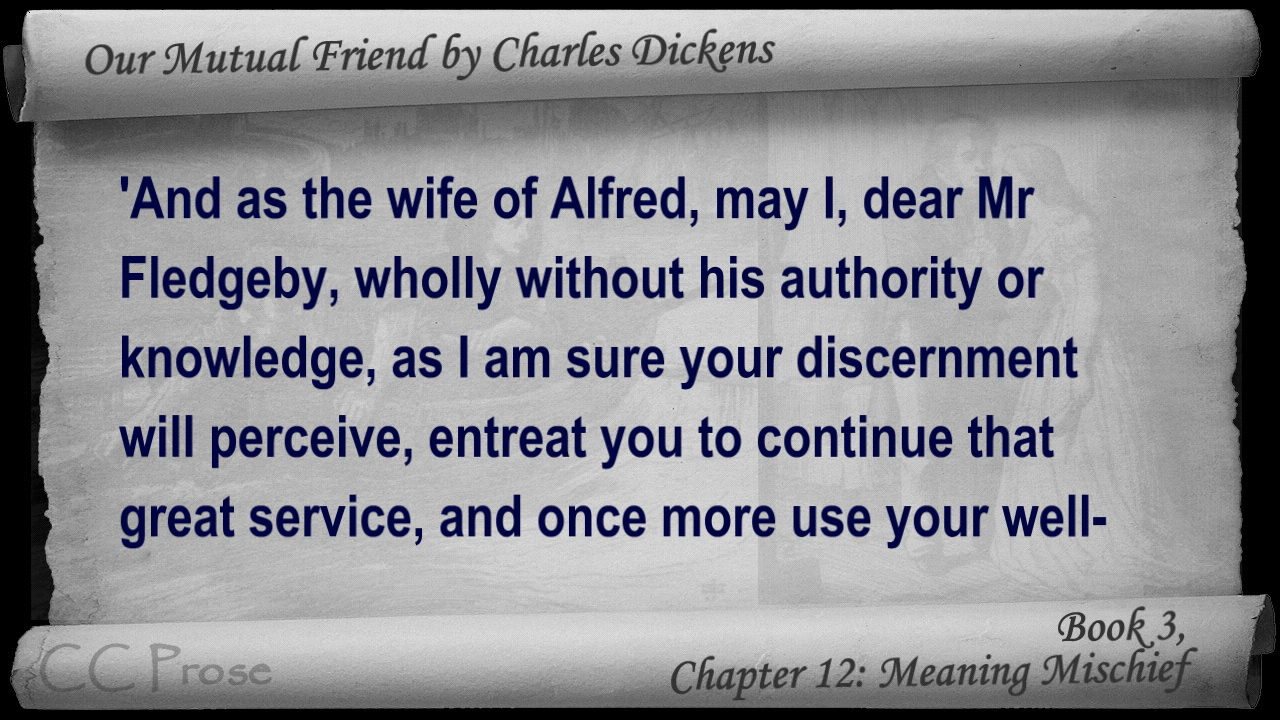 Our Mutual Friend by Charles Dickens
'And as the wife of Alfred, may I, dear Mr
Fledgeby, wholly without his authority or
knowledge, as I am sure your discernment
will perceive, entreat you to continue that
great service, and once more use your well-
Book 3,
Chapter 12: Meaning Mischief
CC Prose